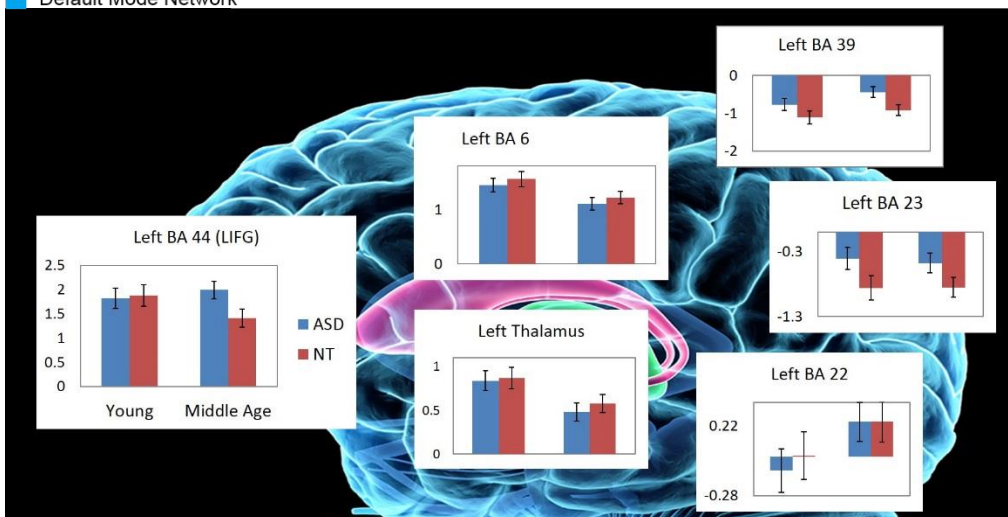 Default Mode Network
Left BA 39
0
-1
-2
Left BA 6
1
0
Left BA 23
-0.3
-1.3
Left BA 44 (LIFG)
2.5
2
1.5
1
0.5
0
Young Middle Age
ASD
NT
Left Thalamus
1
0.5
0
Left BA 22
0.22
-0.28